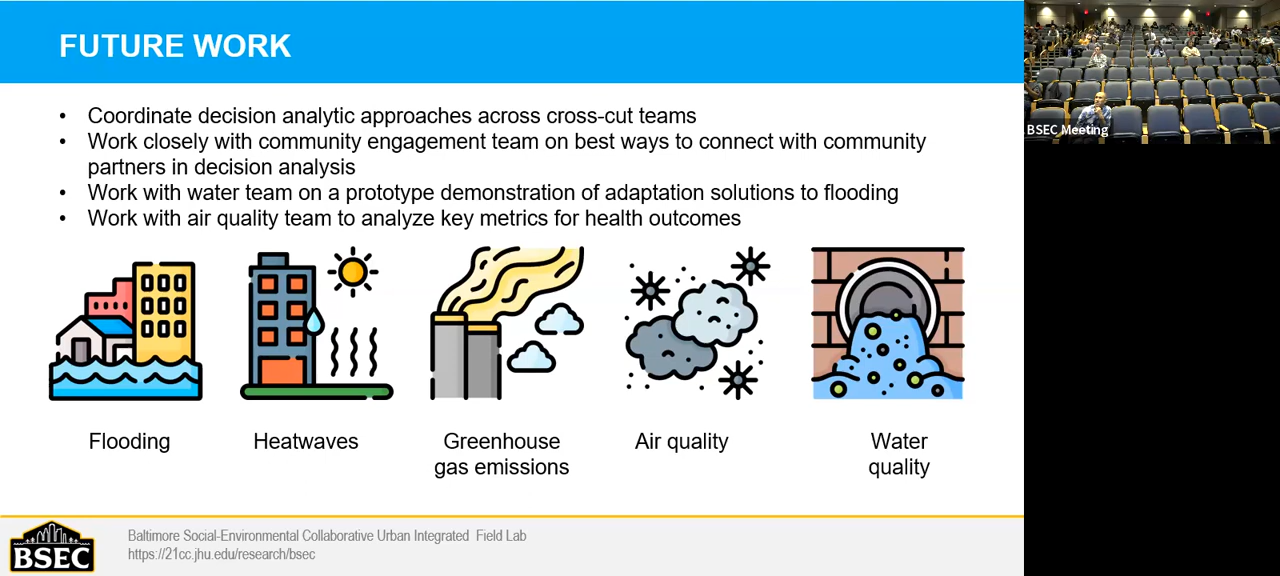 FUTURE WORK
• Coordinate decision analytic approaches across cross-cut teams
• Work closely with community engagement team on best ways to connect with community
partners in decision analysis
• Work with water team on a prototype demonstration of adaptation solutions to flooding
• Work with air quality team to analyze key metrics for health outcomes
Flooding
Heatwaves
Greenhouse
gas emissions
Air quality
Water
quality
BSEC
Baltimore Social-Environmental Collaborative Urban Integrated Field Lab
https://21cc.jhu.edu/research/bsec
BSEC Meeting